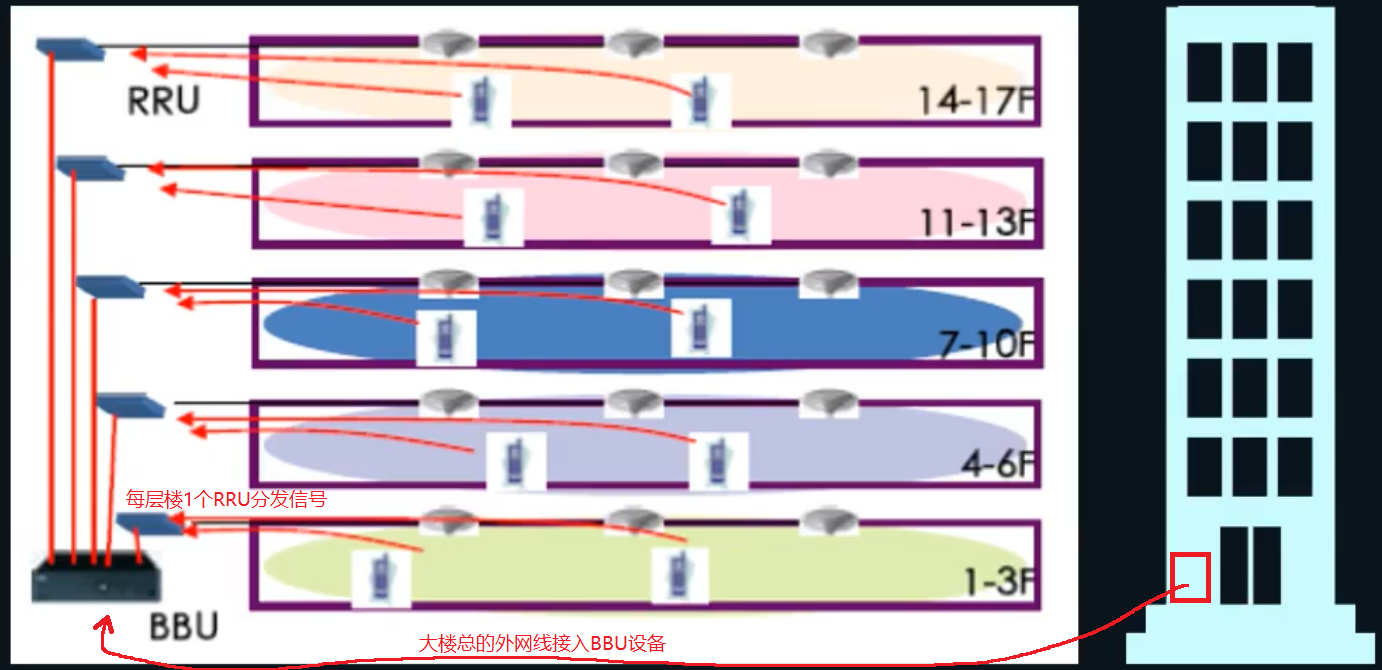 RRU
14-17F
11-13F
7-10F
4-6F
每层楼1个RRU分发信号
1-3F
BBU
大楼总的外网线接入BBU设备